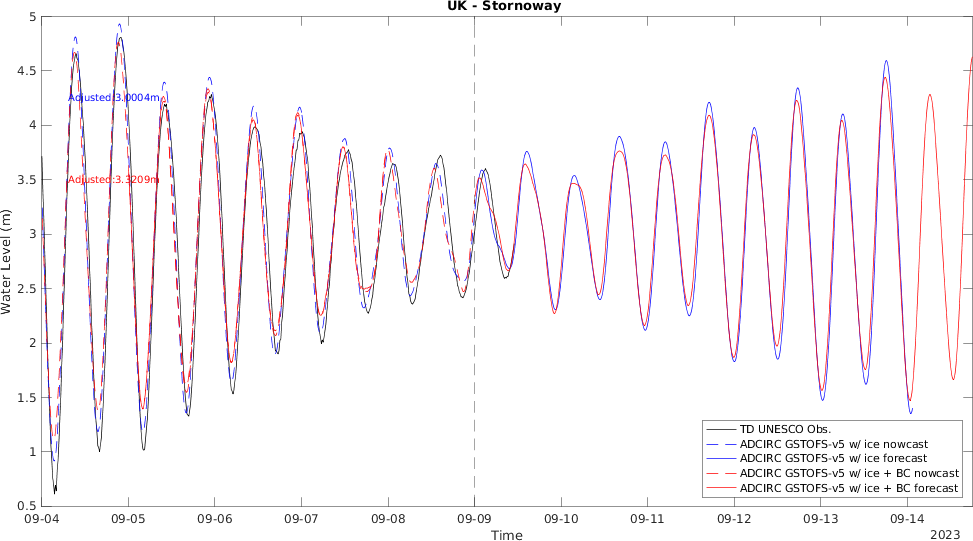 UK - Stornoway
5
4.5
4
3.5
3
2.5
2
1.5
1
0.5
Water Level (m)
Adjusted:3.0004m
Adjusted:3.3209m
TD UNESCO Obs.
ADCIRC GSTOFS-v5 w/ ice nowcast
ADCIRC GSTOFS-v5 w/ ice forecast
ADCIRC GSTOFS-v5 w/ ice + BC nowcast
ADCIRC GSTOFS-v5 w/ ice + BC forecast
09-04 09-05 09-06 09-07 09-08 09-09 09-10 09-11 09-12 09-13 09-14
Time
2023